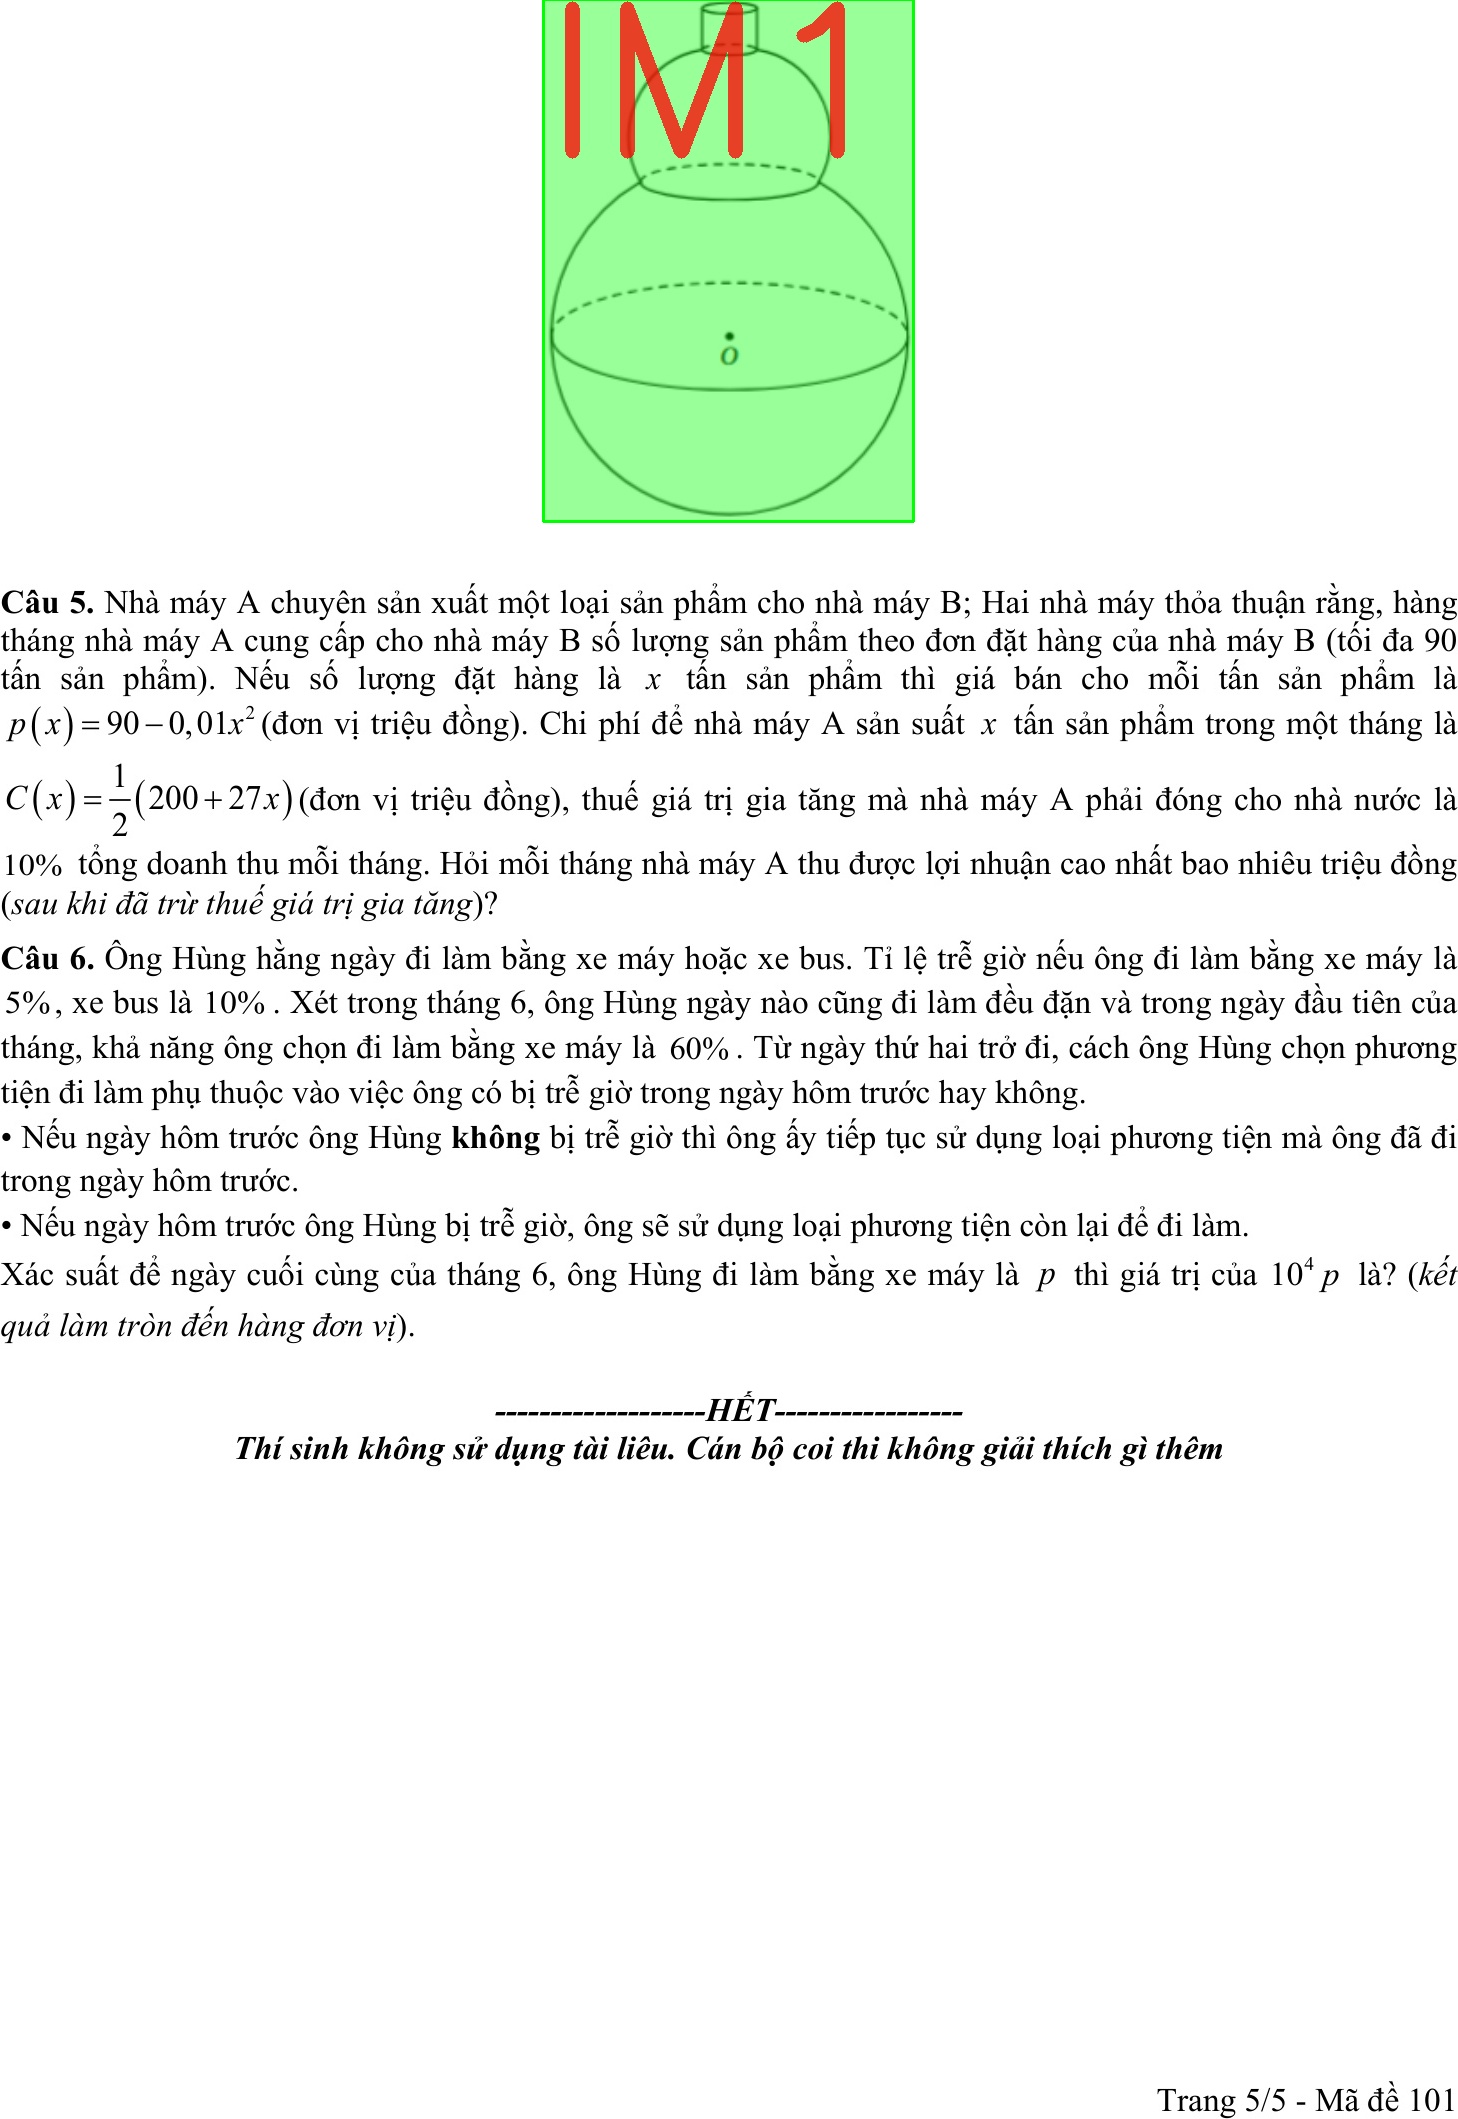 IM1
O
Câu 5. Nhà máy A chuyên sản xuất một loại sản phẩm cho nhà máy B; Hai nhà máy thỏa thuận rằng, hàng
tháng nhà máy A cung cấp cho nhà máy B số lượng sản phẩm theo đơn đặt hàng của nhà máy B (tối đa 90
tấn sản phẩm). Nếu số lượng đặt hàng là x tấn sản phẩm thì giá bán cho mỗi tấn sản phẩm là
p(x) = 90 − 0,01x² (đơn vị triệu đồng). Chi phí để nhà máy A sản suất x tấn sản phẩm trong một tháng là
C(x) = 1/2 (200 + 27x) (đơn vị triệu đồng), thuế giá trị gia tăng mà nhà máy A phải đóng cho nhà nước là
10% tổng doanh thu mỗi tháng. Hỏi mỗi tháng nhà máy A thu được lợi nhuận cao nhất bao nhiêu triệu đồng
(sau khi đã trừ thuế giá trị gia tăng)?
Câu 6. Ông Hùng hằng ngày đi làm bằng xe máy hoặc xe bus. Tỉ lệ trễ giờ nếu ông đi làm bằng xe máy là
5%, xe bus là 10%. Xét trong tháng 6, ông Hùng ngày nào cũng đi làm đều đặn và trong ngày đầu tiên của
tháng, khả năng ông chọn đi làm bằng xe máy là 60%. Từ ngày thứ hai trở đi, cách ông Hùng chọn phương
tiện đi làm phụ thuộc vào việc ông có bị trễ giờ trong ngày hôm trước hay không.
• Nếu ngày hôm trước ông Hùng không bị trễ giờ thì ông ấy tiếp tục sử dụng loại phương tiện mà ông đã đi
trong ngày hôm trước.
• Nếu ngày hôm trước ông Hùng bị trễ giờ, ông sẽ sử dụng loại phương tiện còn lại để đi làm.
Xác suất để ngày cuối cùng của tháng 6, ông Hùng đi làm bằng xe máy là p thì giá trị của 10⁴ p là? (kết
quả làm tròn đến hàng đơn vị).
-------------------HẾT-----------------
Thí sinh không sử dụng tài liêu. Cán bộ coi thi không giải thích gì thêm
Trang 5/5 - Mã đề 101